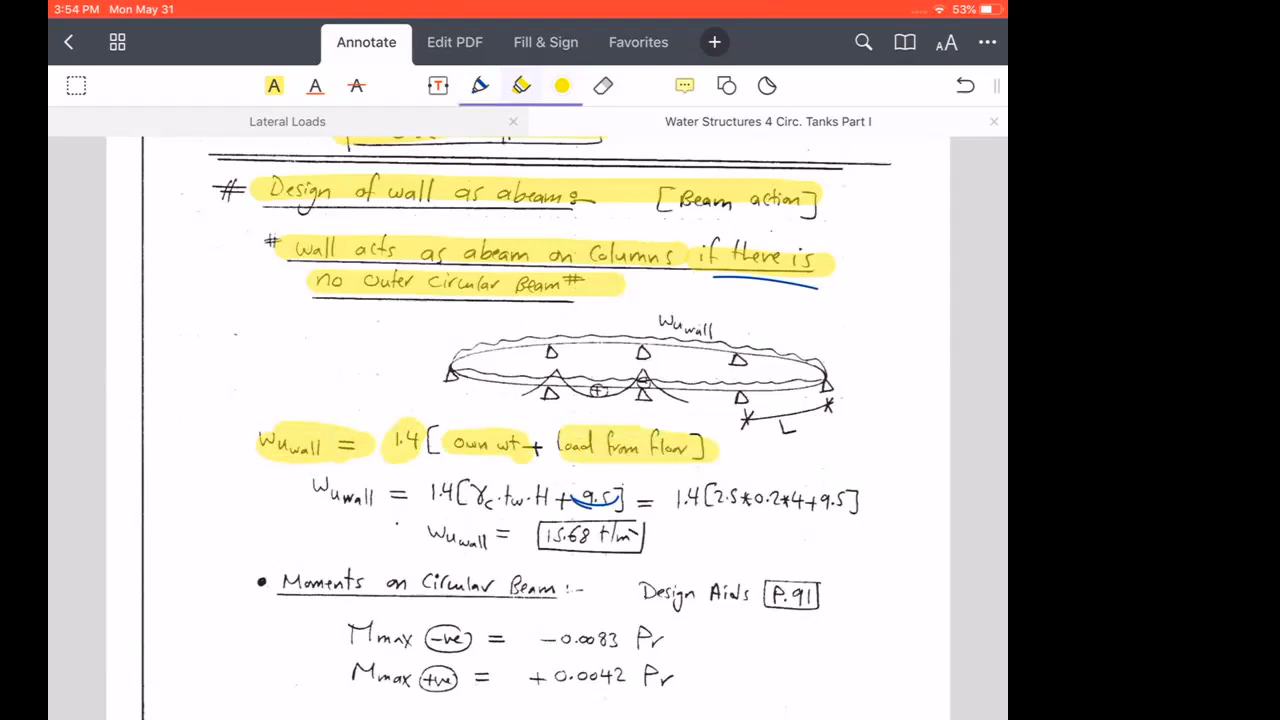 3:54 PM Mon May 31
53%
Annotate
Edit PDF
Fill & Sign
Favorites
A A A T AA
Lateral Loads
Water Structures 4 Circ. Tanks Part I
# Design of wall as abeam:- [Beam action]
# Wall acts as abeam on Columns if there is
no outer circular Beam #
Wu wall
+
-
L
Wu wall = 1.4 [ own wt + load from floor ]
Wu wall = 1.4 [γc . tw . H + 9.5] = 1.4 [2.5*0.2*4+9.5]
Wu wall = 15.68 t/m
• Moments on Circular Beam :- Design Aids P.91
Mmax -ve = -0.0083 Pr
Mmax +ve = +0.0042 Pr